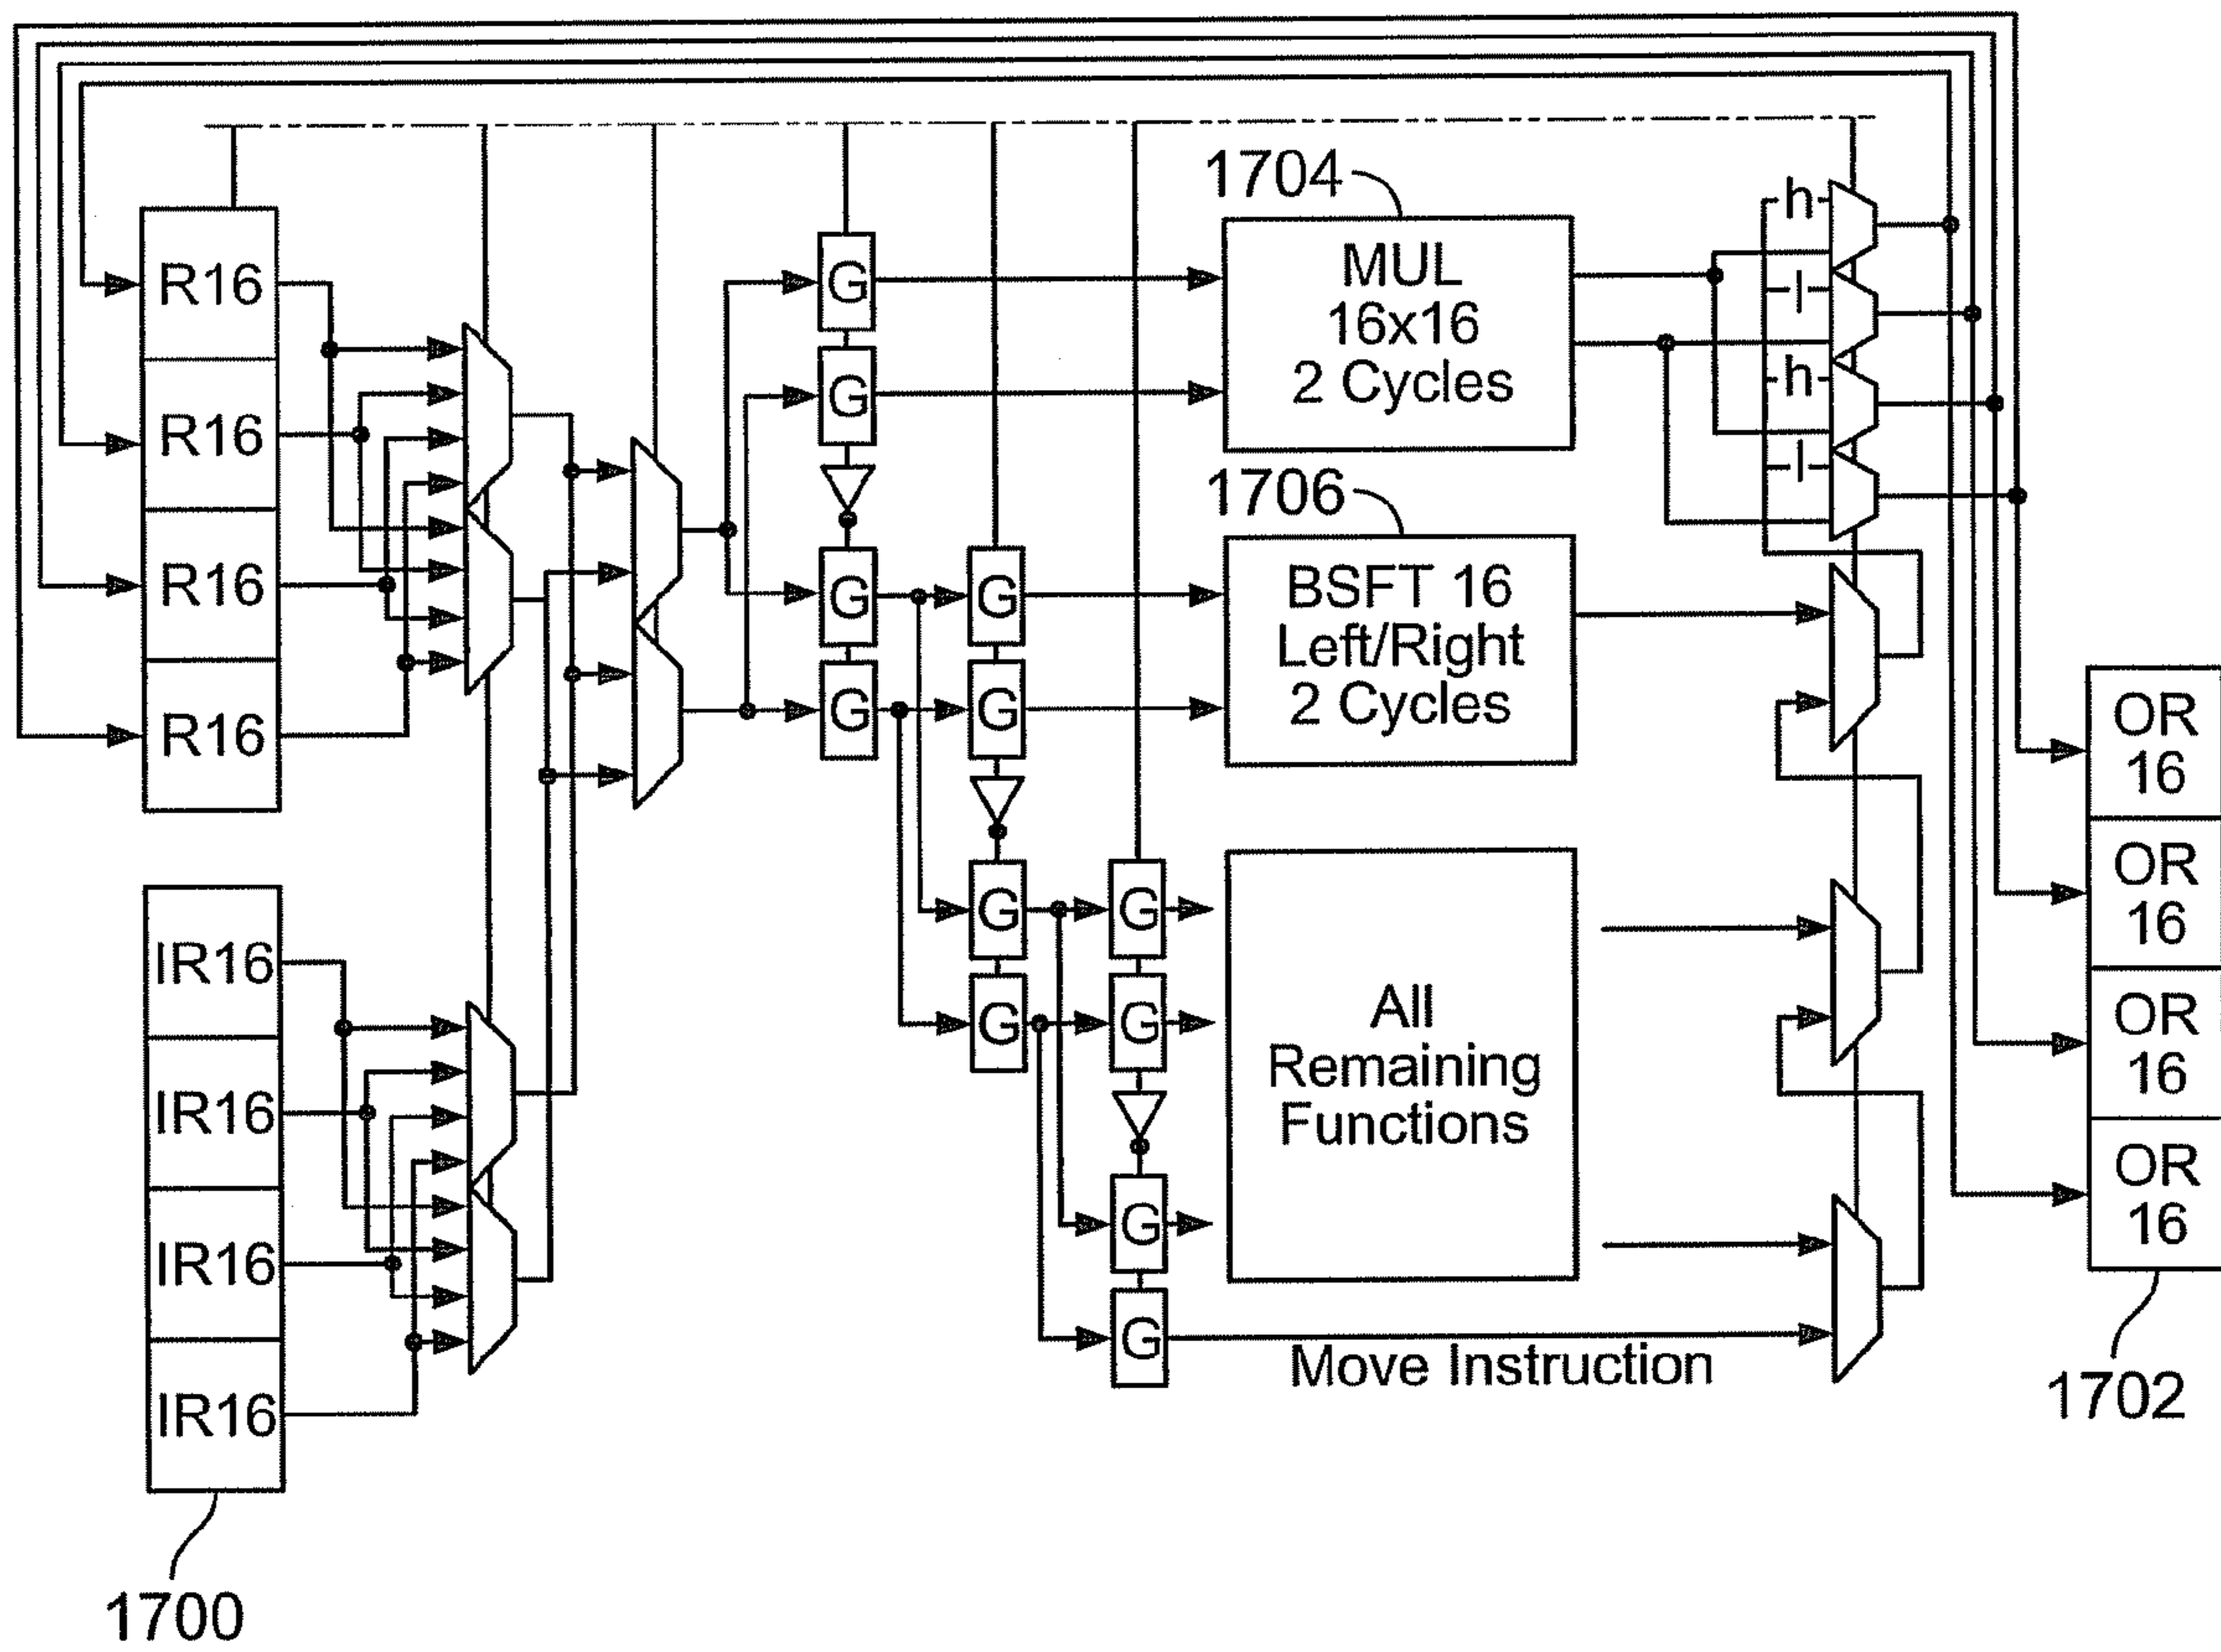 1704
h
R16
G
MUL
16x16
2 Cycles
l
G
h
R16
l
1706
R16
G
G
BSFT 16
Left/Right
2 Cycles
R16
G
G
OR
16
OR
16
IR16
G
G
All
Remaining
Functions
OR
16
G
G
IR16
OR
16
IR16
G
G
Move Instruction
IR16
1702
1700